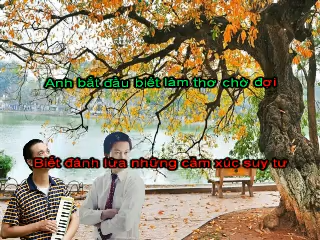 Anh bắt đầu biết làm thơ chờ đợi
Biết đánh lừa những cảm xúc suy tư